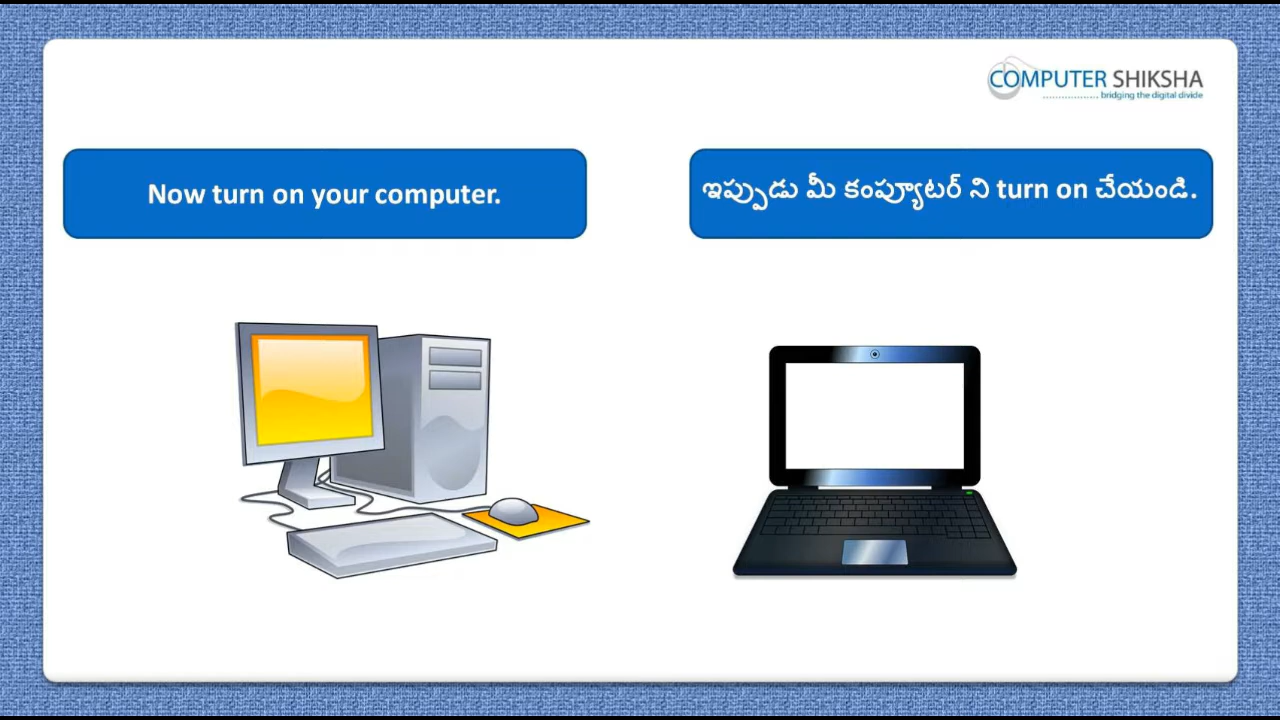 COMPUTER SHIKSHA
.................. bridging the digital divide
Now turn on your computer.
ఇప్పుడు మీ కంప్యూటర్ ని turn on చేయండి.